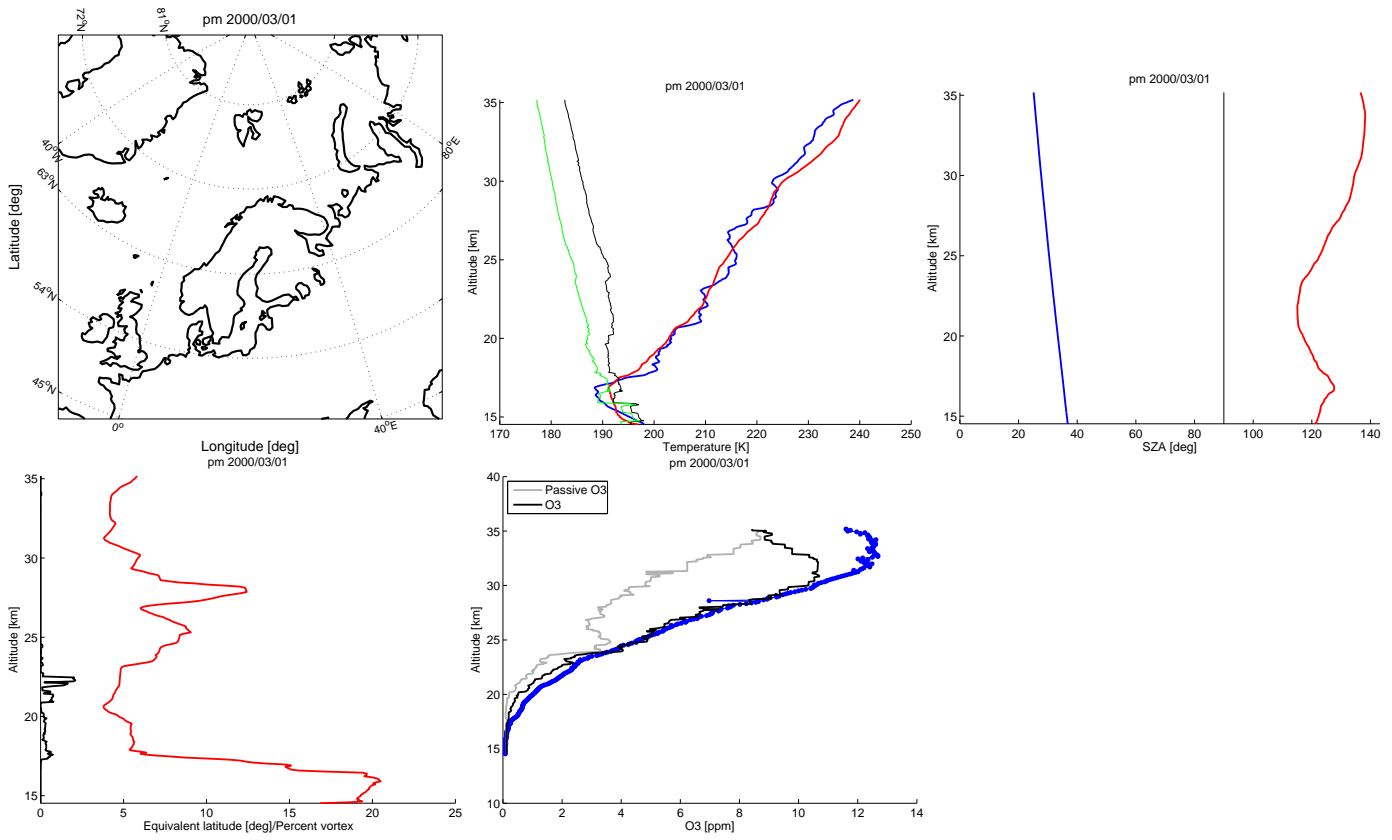 pm 2000/03/01
72°N
81°N
40°W
63°N
54°N
45°N
0°
40°E
80°E
Latitude [deg]
Longitude [deg]
pm 2000/03/01
35
30
25
20
15
170 180 190 200 210 220 230 240 250
Altitude [km]
Temperature [K]
pm 2000/03/01
35
30
25
20
15
0 20 40 60 80 100 120 140
Altitude [km]
SZA [deg]
pm 2000/03/01
35
30
25
20
15
0 5 10 15 20 25
Altitude [km]
Equivalent latitude [deg]/Percent vortex
pm 2000/03/01
Passive O3
O3
40
35
30
25
20
15
10
0 2 4 6 8 10 12 14
Altitude [km]
O3 [ppm]